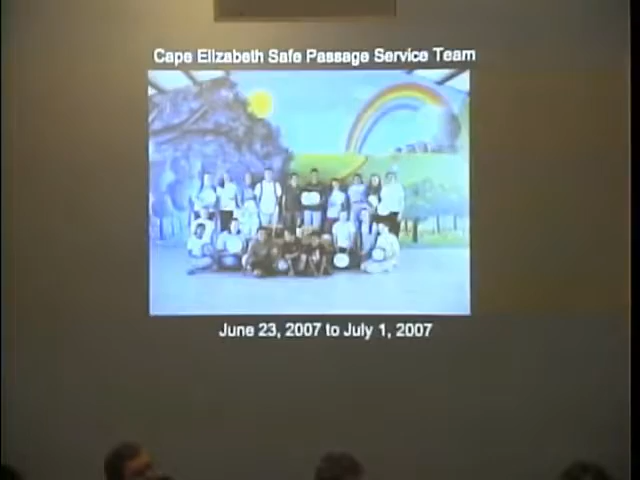 Cape Elizabeth Safe Passage Service Team
June 23, 2007 to July 1, 2007